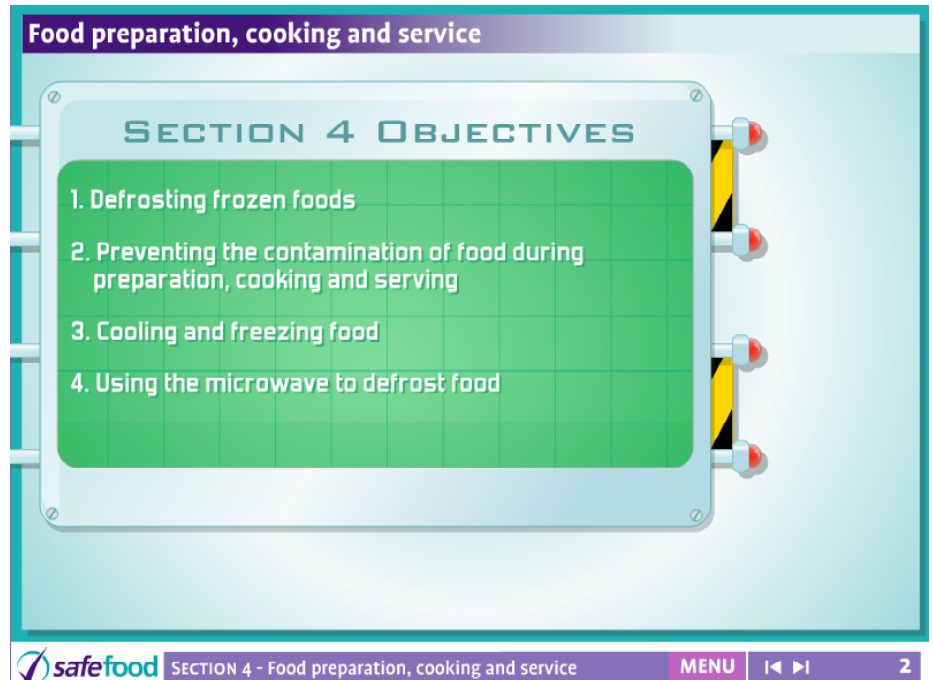 Food preparation, cooking and service
SECTION 4 OBJECTIVES
1. Defrosting frozen foods
2. Preventing the contamination of food during
preparation, cooking and serving
3. Cooling and freezing food
4. Using the microwave to defrost food
safefood SECTION 4 - Food preparation, cooking and service MENU 2